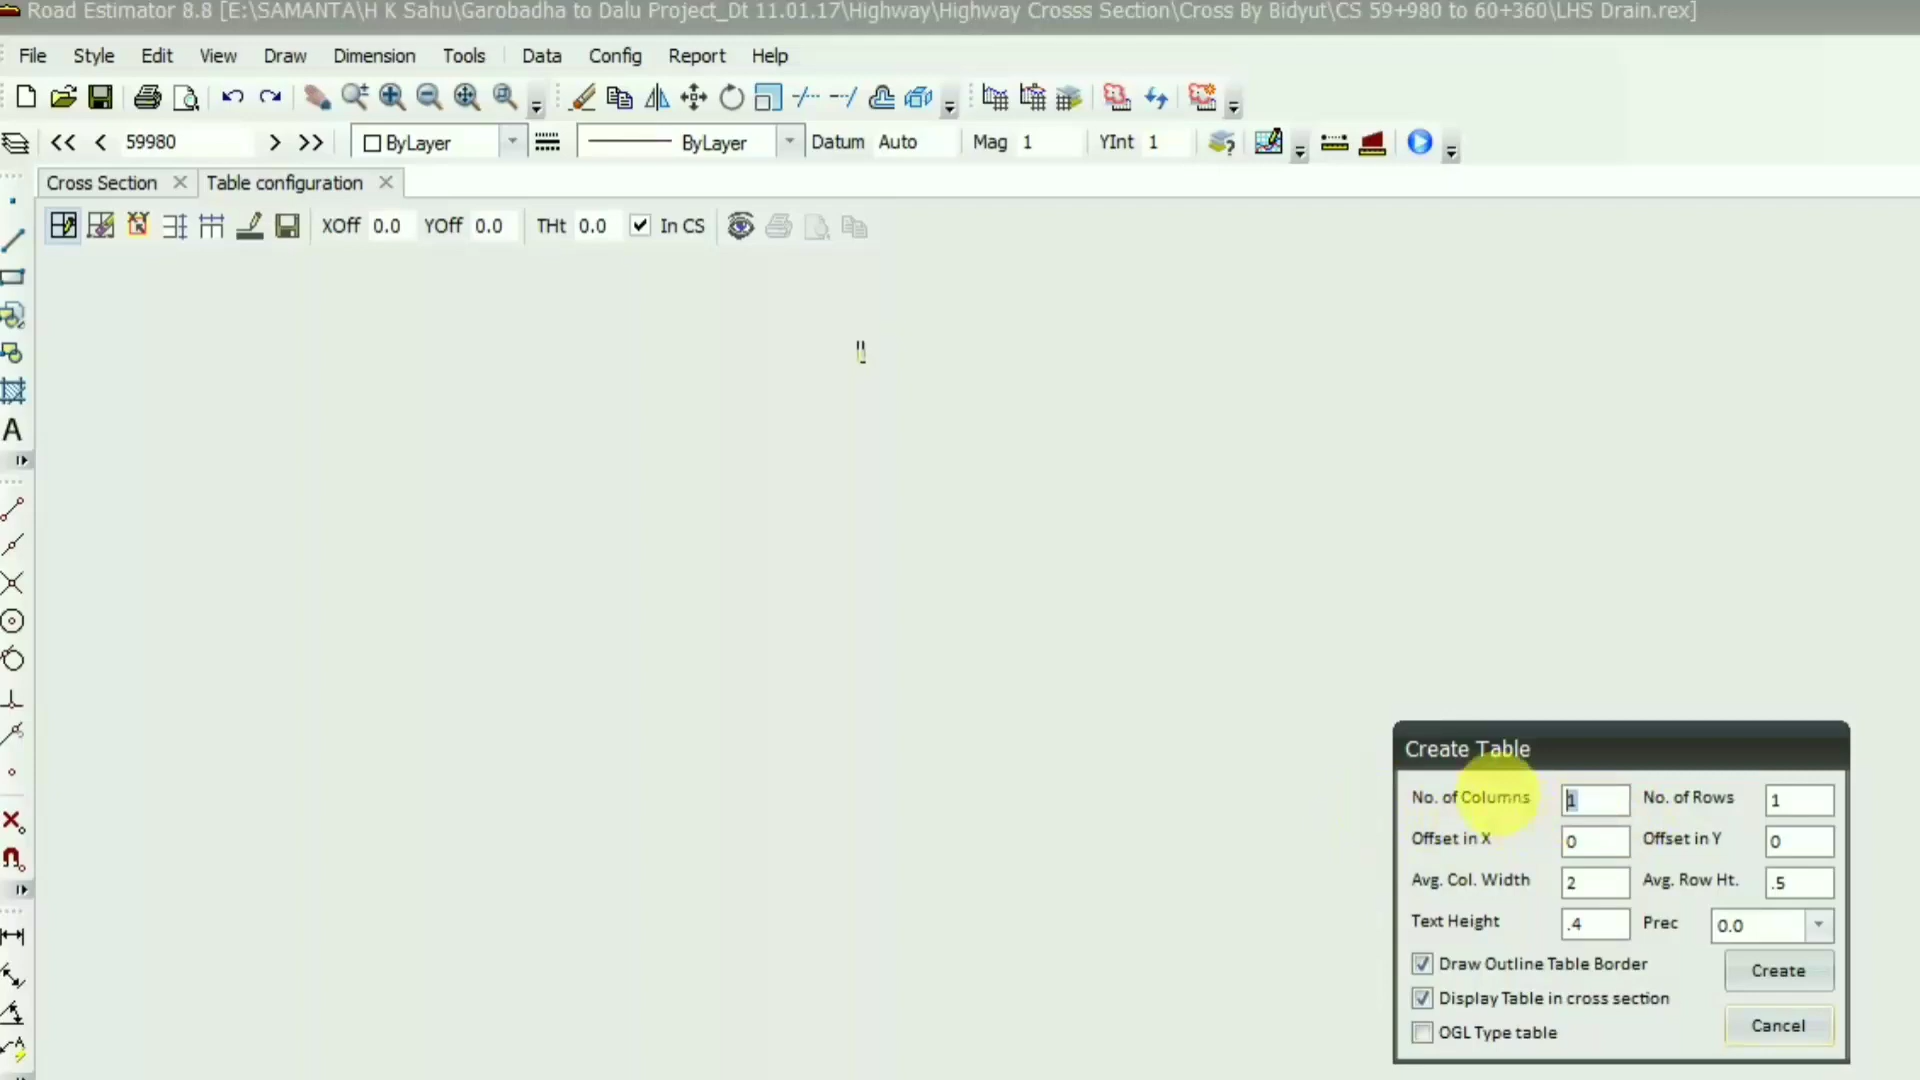 Road Estimator 8.8 [E:\SAMANTA\H K Sahu\Garobadha to Dalu Project_Dt 11.01.17\Highway\Highway Crosss Section\Cross By Bidyut\CS 59+980 to 60+360\LHS Drain.rex]
File Style Edit View Draw Dimension Tools Data Config Report Help
<< < 59980 > >> ByLayer ByLayer Datum Auto Mag 1 YInt 1
Cross Section Table configuration
XOff 0.0 YOff 0.0 THt 0.0 In CS
A
Create Table
No. of Columns 1 No. of Rows 1
Offset in X 0 Offset in Y 0
Avg. Col. Width 2 Avg. Row Ht. .5
Text Height .4 Prec 0.0
Draw Outline Table Border Create
Display Table in cross section
OGL Type table Cancel